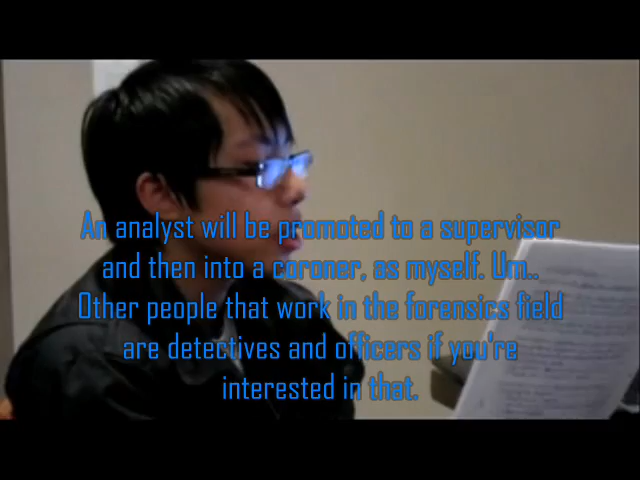 An analyst will be promoted to a supervisor
and then into a coroner, as myself. Um..
Other people that work in the forensics field
are detectives and officers if you're
interested in that.